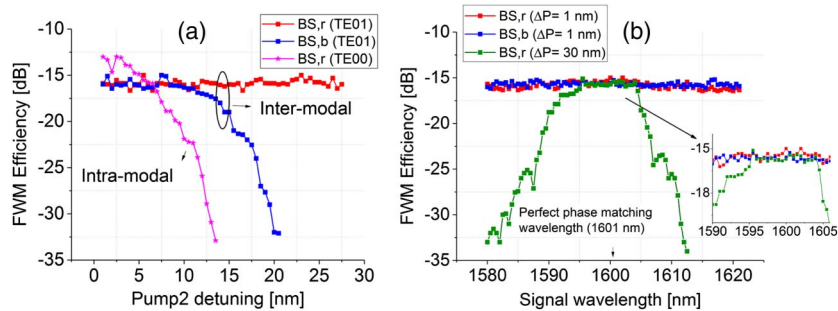 (a)
BS,r (TE01)
BS,b (TE01)
BS,r (TE00)
Inter-modal
Intra-modal
FWM Efficiency [dB]
-10
-15
-20
-25
-30
-35
0 5 10 15 20 25 30
Pump2 detuning [nm]
(b)
BS,r (ΔP= 1 nm)
BS,b (ΔP= 1 nm)
BS,r (ΔP= 30 nm)
FWM Efficiency [dB]
-10
-15
-20
-25
-30
-35
Perfect phase matching
wavelength (1601 nm)
-15
-18
1590 1595 1600 1605
1580 1590 1600 1610 1620
Signal wavelength [nm]